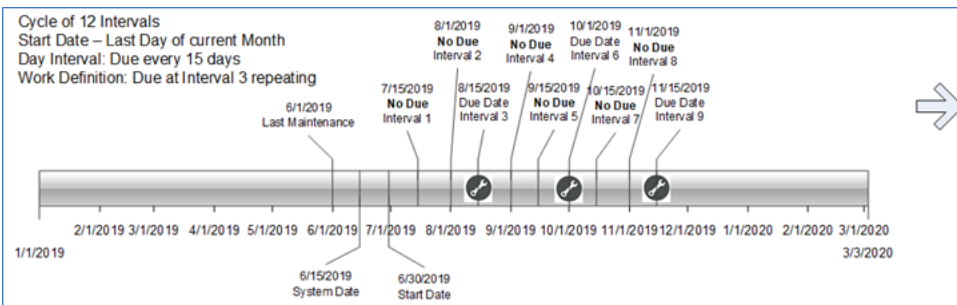 Cycle of 12 Intervals
Start Date – Last Day of current Month
Day Interval: Due every 15 days
Work Definition: Due at Interval 3 repeating
6/1/2019
Last Maintenance
7/15/2019
No Due
Interval 1
8/1/2019
No Due
Interval 2
8/15/2019
Due Date
Interval 3
9/1/2019
No Due
Interval 4
9/15/2019
No Due
Interval 5
10/1/2019
Due Date
Interval 6
10/15/2019
No Due
Interval 7
11/1/2019
No Due
Interval 8
11/15/2019
Due Date
Interval 9
2/1/2019 3/1/2019 4/1/2019 5/1/2019 6/1/2019 7/1/2019 8/1/2019 9/1/2019 10/1/2019 11/1/2019 12/1/2019 1/1/2020 2/1/2020 3/1/2020
1/1/2019 3/3/2020
6/15/2019
System Date
6/30/2019
Start Date